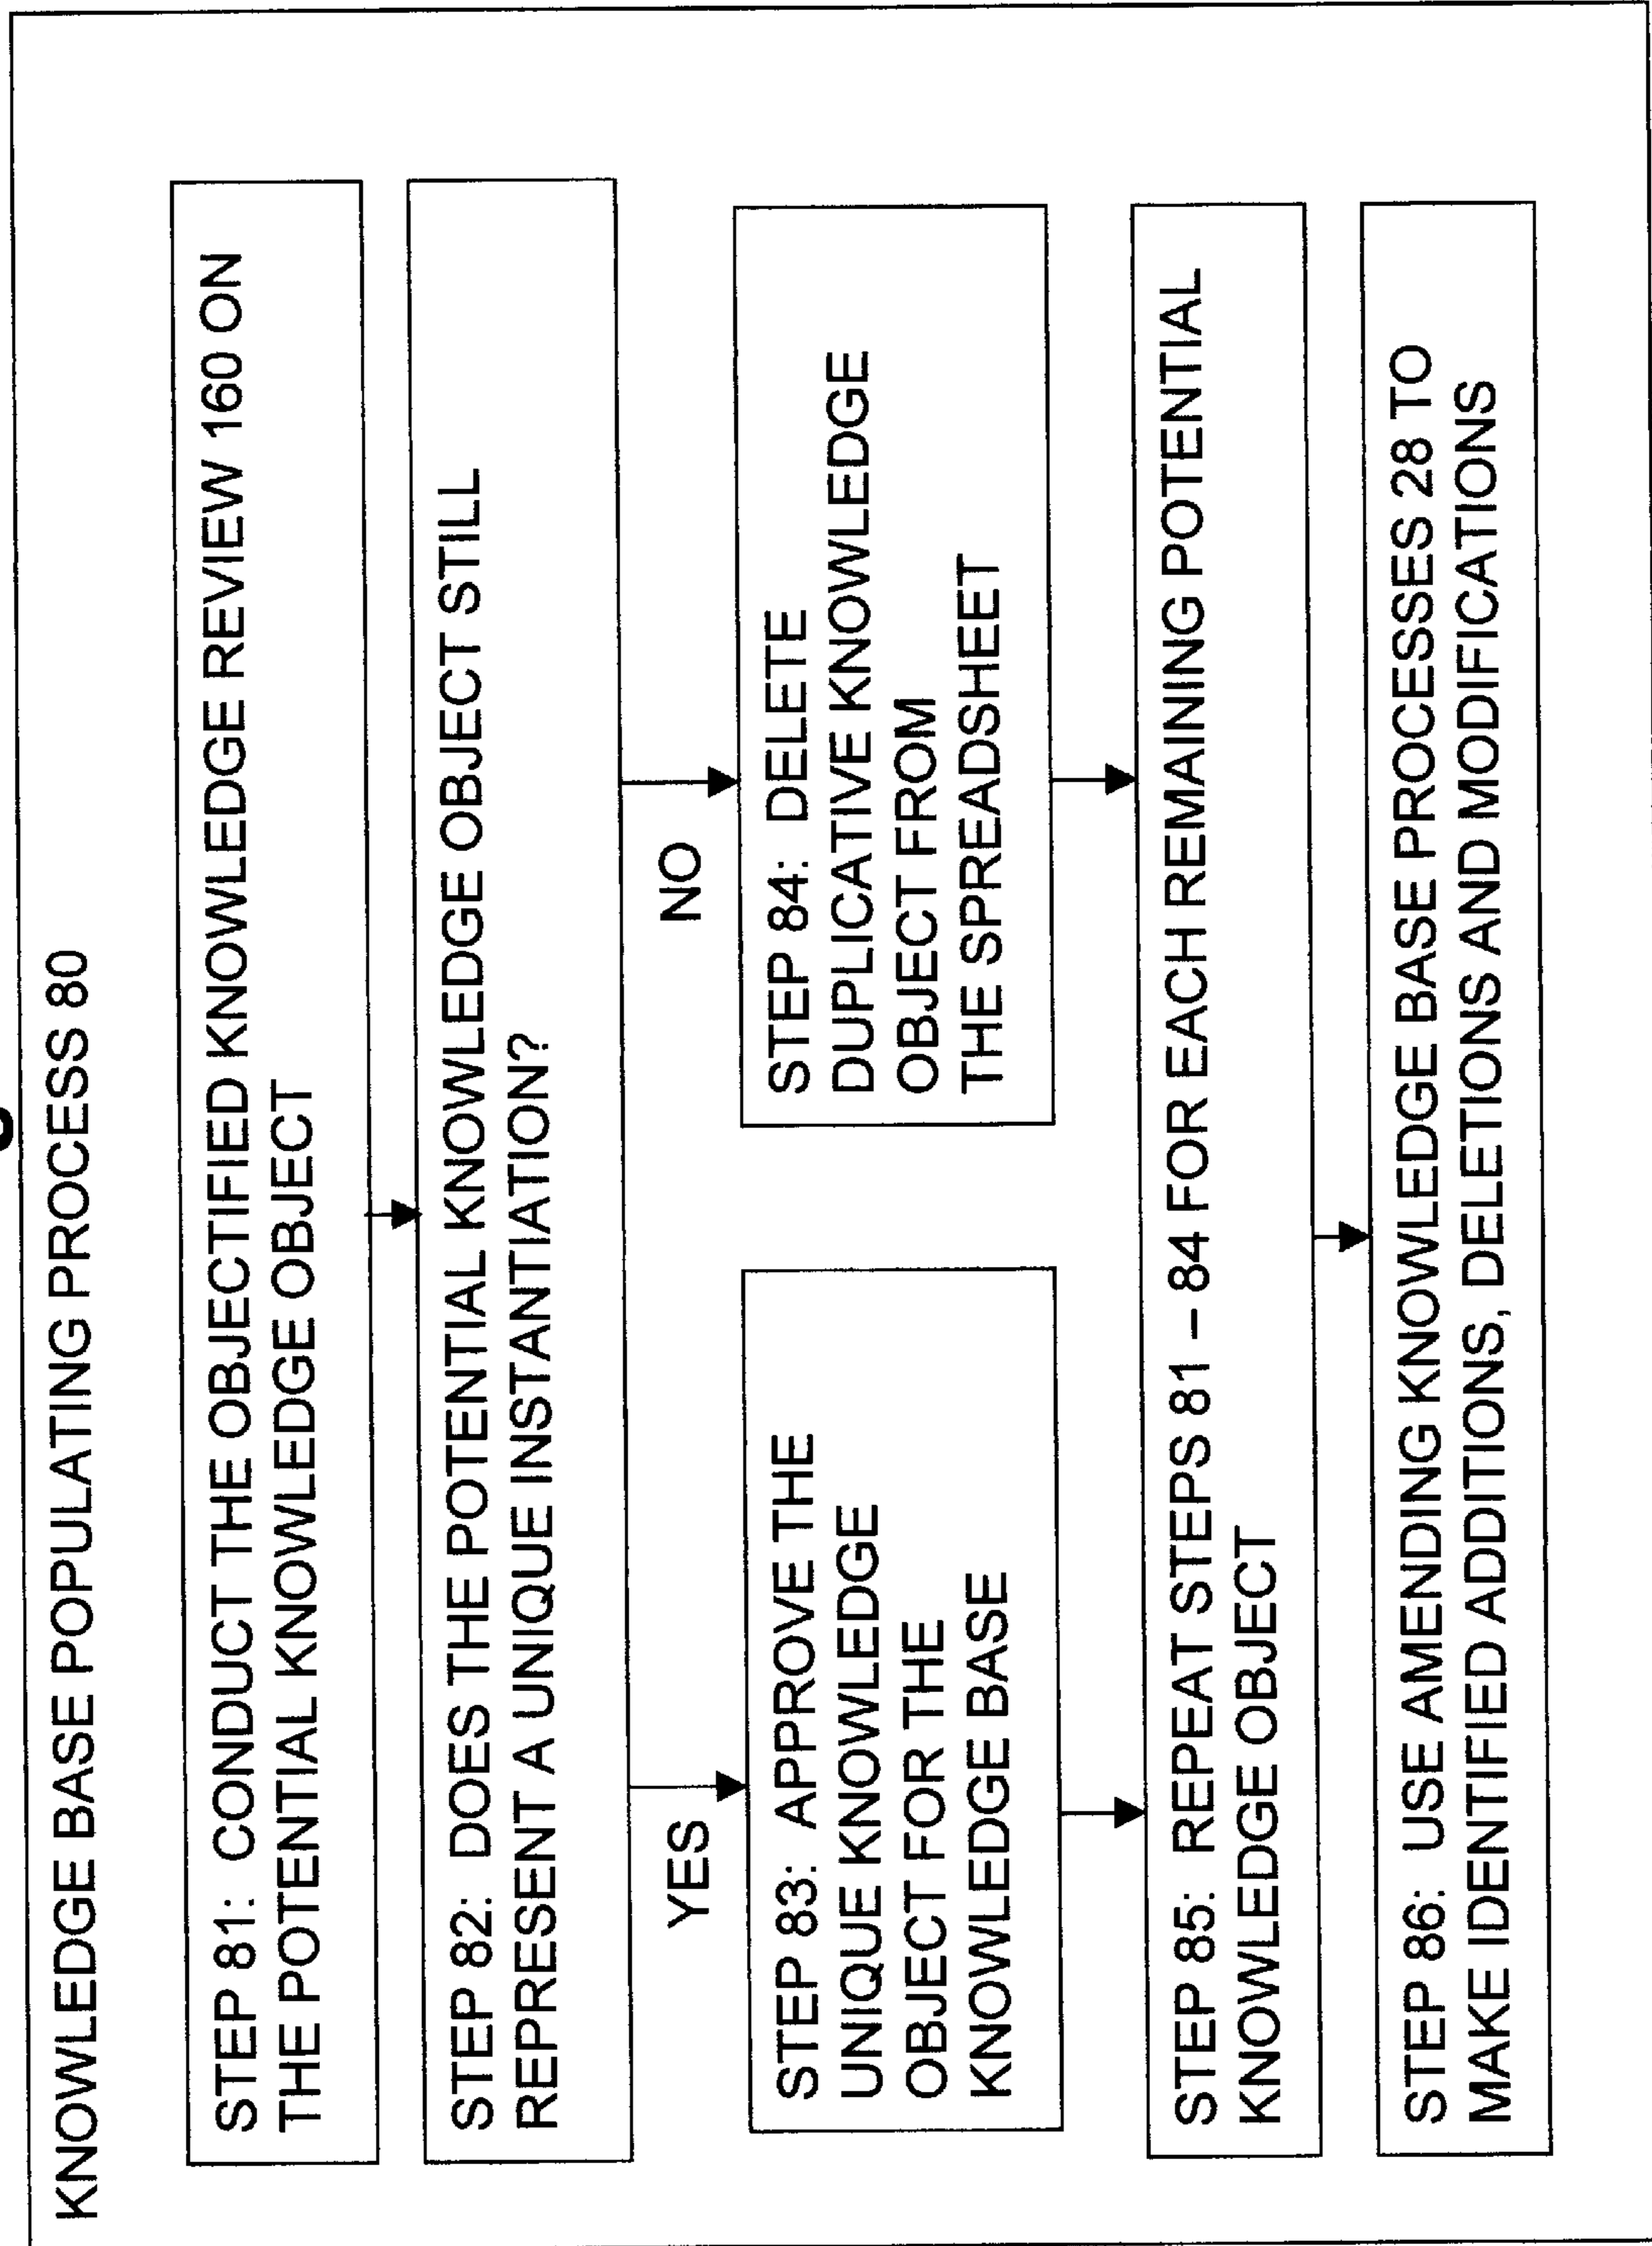 KNOWLEDGE BASE POPULATING PROCESS 80
STEP 81: CONDUCT THE OBJECTIFIED KNOWLEDGE REVIEW 160 ON
THE POTENTIAL KNOWLEDGE OBJECT
STEP 82: DOES THE POTENTIAL KNOWLEDGE OBJECT STILL
REPRESENT A UNIQUE INSTANTIATION?
YES
NO
STEP 83: APPROVE THE
UNIQUE KNOWLEDGE
OBJECT FOR THE
KNOWLEDGE BASE
STEP 84: DELETE
DUPLICATIVE KNOWLEDGE
OBJECT FROM
THE SPREADSHEET
STEP 85: REPEAT STEPS 81 – 84 FOR EACH REMAINING POTENTIAL
KNOWLEDGE OBJECT
STEP 86: USE AMENDING KNOWLEDGE BASE PROCESSES 28 TO
MAKE IDENTIFIED ADDITIONS, DELETIONS AND MODIFICATIONS